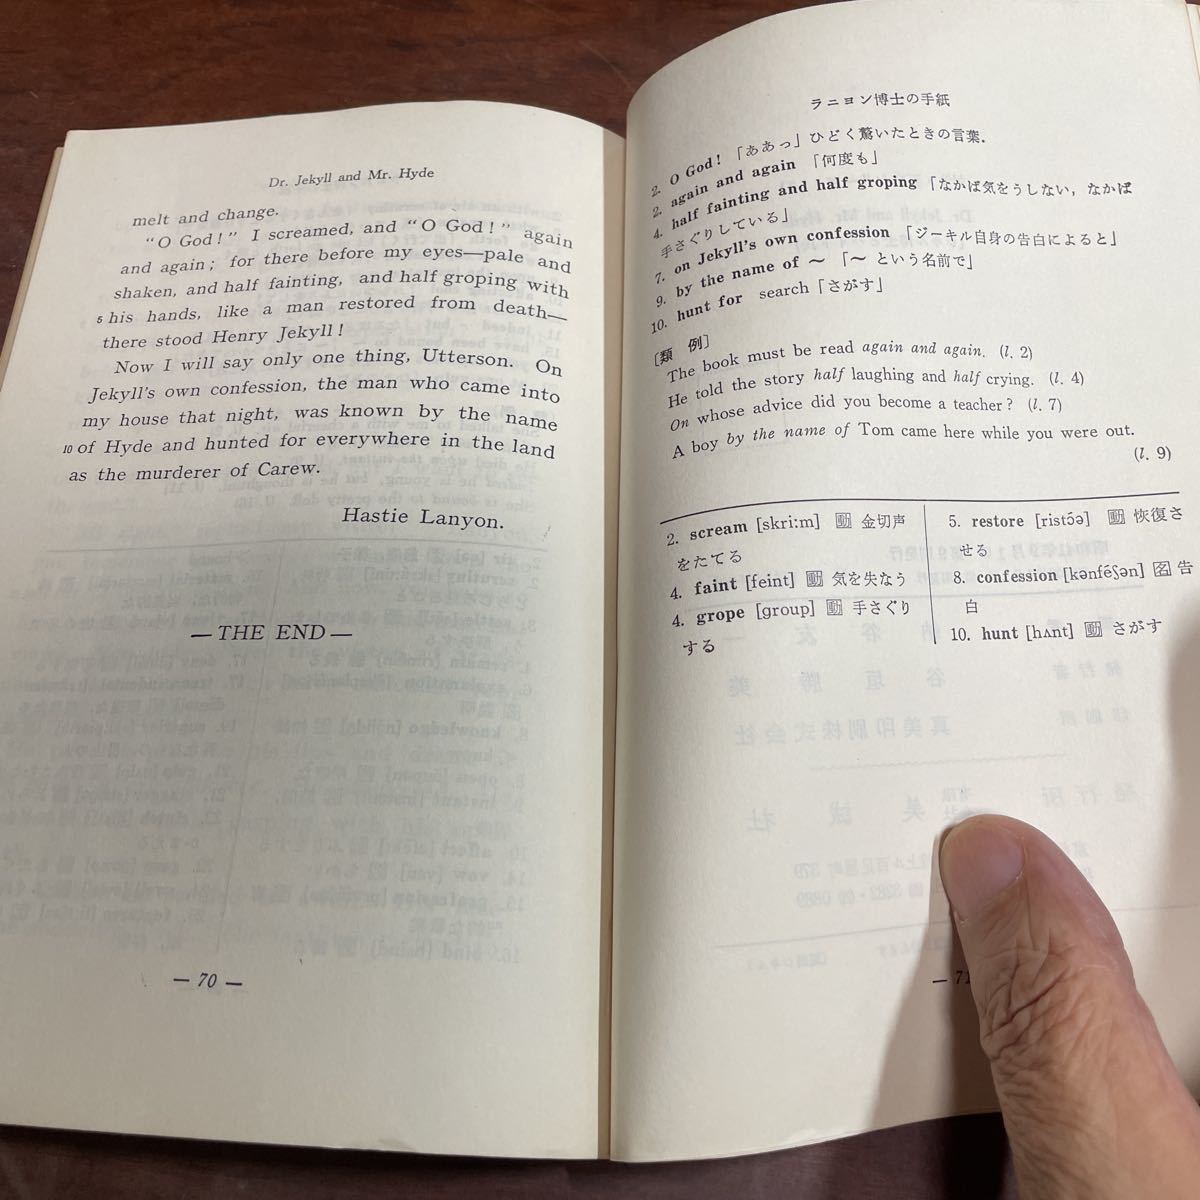 Dr. Jekyll and Mr. Hyde
melt and change.
“O God!” I screamed, and “O God!” again
and again; for there before my eyes—pale and
shaken, and half fainting, and half groping with
5 his hands, like a man restored from death—
there stood Henry Jekyll!
Now I will say only one thing, Utterson. On
Jekyll's own confession, the man who came into
my house that night, was known by the name
10 of Hyde and hunted for everywhere in the land
as the murderer of Carew.
Hastie Lanyon.
— THE END —
— 70 —
ラニヨン博士の手紙
2. O God! 「ああっ」ひどく驚いたときの言葉.
2. again and again 「何度も」
4. half fainting and half groping 「なかば気をうしない, なかば
手さぐりしている」
7. on Jekyll's own confession 「ジーキル自身の告白によると」
9. by the name of ～ 「～ という名前で」
10. hunt for search「さがす」
〔類 例〕
The book must be read again and again. (l. 2)
He told the story half laughing and half crying. (l. 4)
On whose advice did you become a teacher? (l. 7)
A boy by the name of Tom came here while you were out.
(l. 9)
2. scream [skri:m] 動 金切声
をたてる
4. faint [feint] 動 気を失なう
4. grope [group] 動 手さぐり
する
5. restore [ristɔ́ə] 動 恢復さ
せる
8. confession [kənféʃən] 名 告
白
10. hunt [hʌnt] 動 さがす
— 71